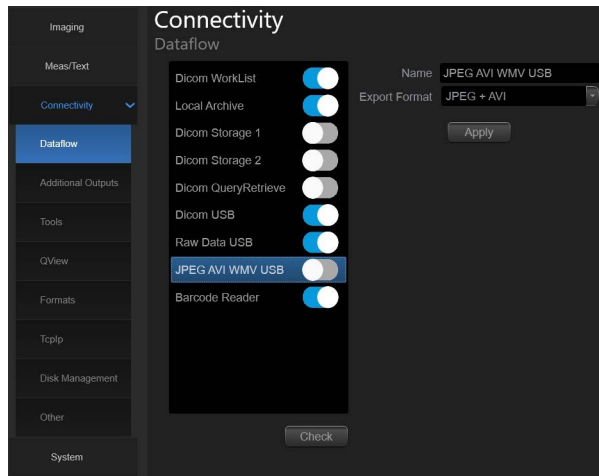 Imaging
Meas/Text
Connectivity
Dataflow
Additional Outputs
Tools
QView
Formats
TcpIp
Disk Management
Other
System
Connectivity
Dataflow
Dicom WorkList
Local Archive
Dicom Storage 1
Dicom Storage 2
Dicom QueryRetrieve
Dicom USB
Raw Data USB
JPEG AVI WMV USB
Barcode Reader
Check
Name JPEG AVI WMV USB
Export Format JPEG + AVI
Apply